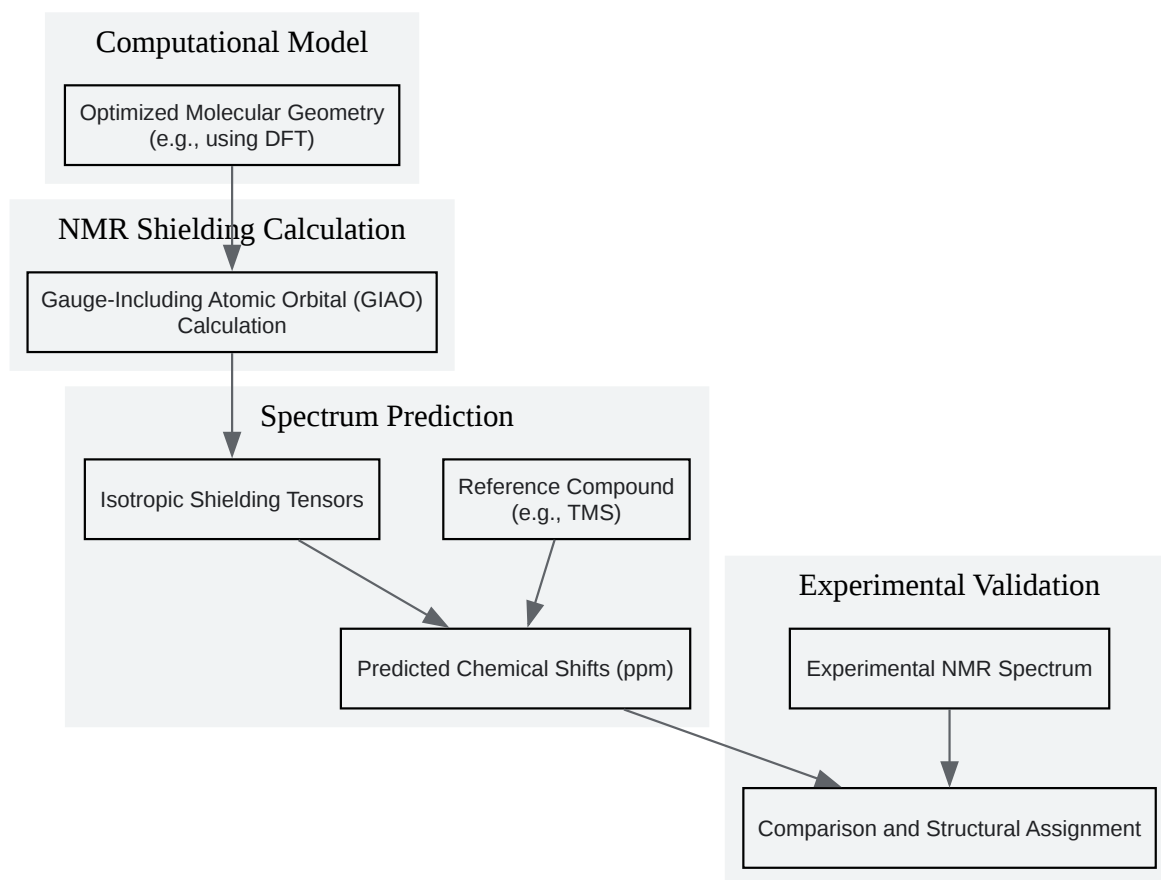 Computational Model
Optimized Molecular Geometry
(e.g., using DFT)
NMR Shielding Calculation
Gauge-Including Atomic Orbital (GIAO)
Calculation
Spectrum Prediction
Isotropic Shielding Tensors
Reference Compound
(e.g., TMS)
Predicted Chemical Shifts (ppm)
Experimental Validation
Experimental NMR Spectrum
Comparison and Structural Assignment